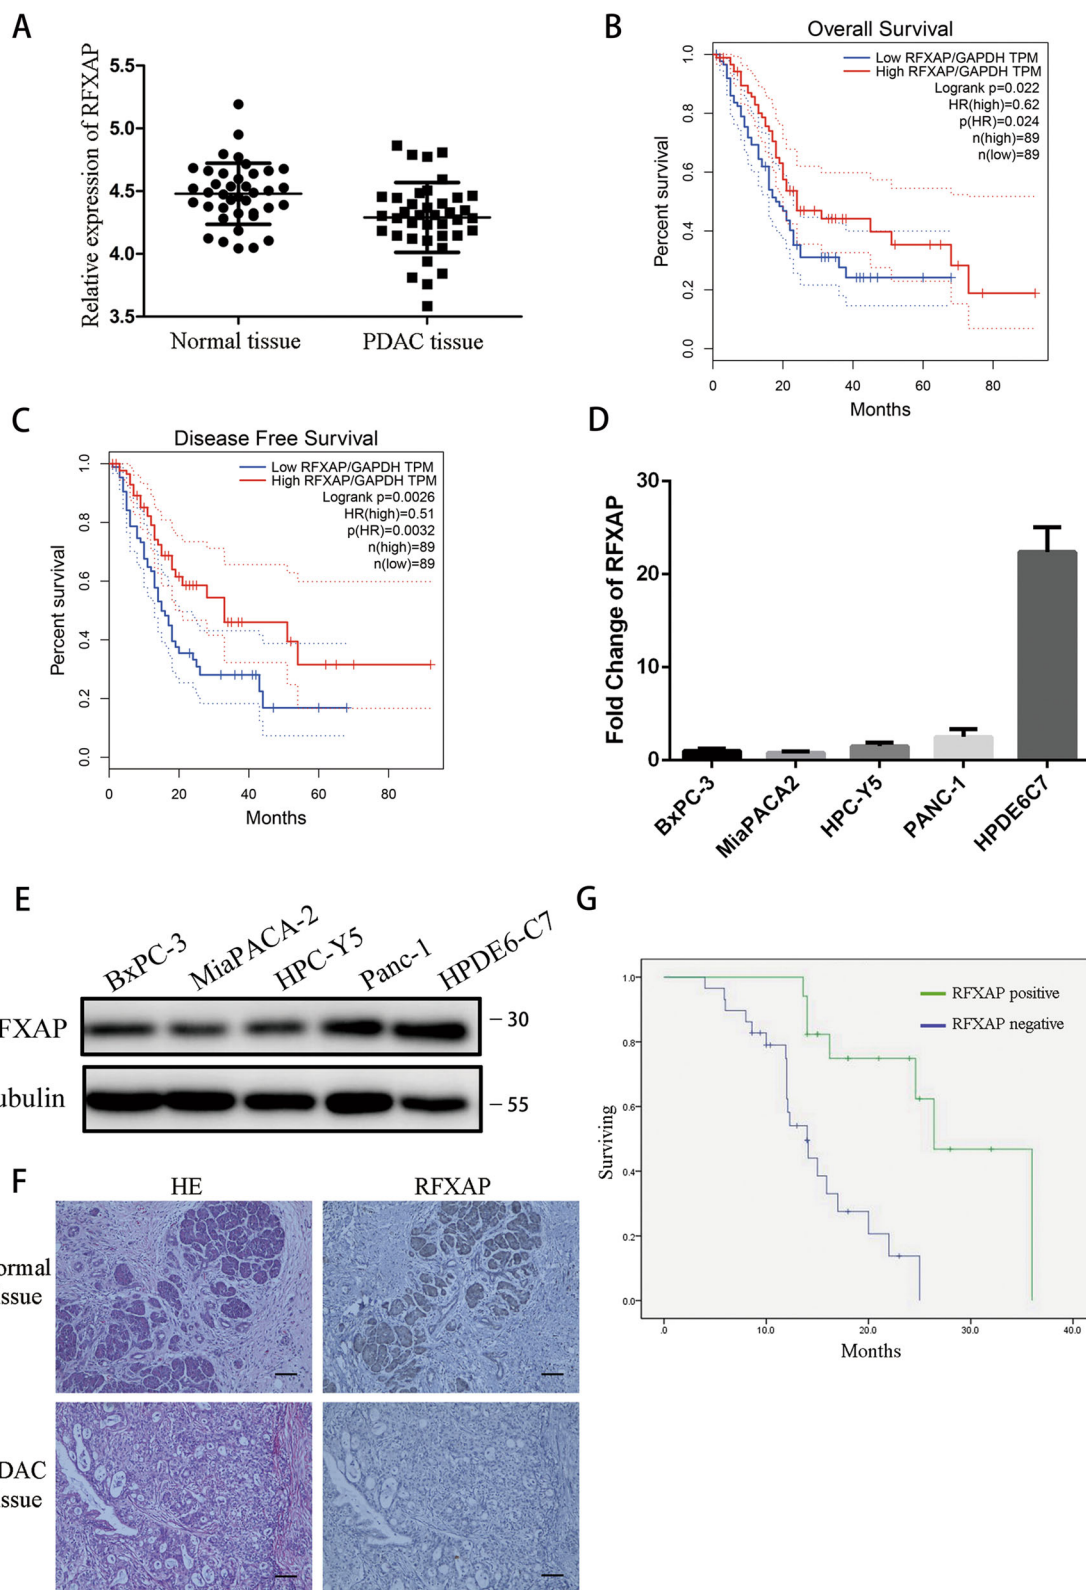 A
Relative expression of RFXAP
5.5
5.0
4.5
4.0
3.5
Normal tissue
PDAC tissue
B
Overall Survival
Low RFXAP/GAPDH TPM
High RFXAP/GAPDH TPM
Logrank p=0.022
HR(high)=0.62
p(HR)=0.024
n(high)=89
n(low)=89
Percent survival
1.0
0.8
0.6
0.4
0.2
0.0
0 20 40 60 80
Months
C
Disease Free Survival
Low RFXAP/GAPDH TPM
High RFXAP/GAPDH TPM
Logrank p=0.0026
HR(high)=0.51
p(HR)=0.0032
n(high)=89
n(low)=89
Percent survival
1.0
0.8
0.6
0.4
0.2
0.0
0 20 40 60 80
Months
D
Fold Change of RFXAP
30
20
10
0
BxPC-3
MiaPACA2
HPC-Y5
PANC-1
HPDE6C7
E
BxPC-3
MiaPACA-2
HPC-Y5
Panc-1
HPDE6-C7
FXAP
30
ubulin
55
F
HE
RFXAP
ormal
issue
DAC
issue
G
RFXAP positive
RFXAP negative
Surviving
1.0
0.8
0.6
0.4
0.2
0.0
.0 10.0 20.0 30.0 40.0
Months